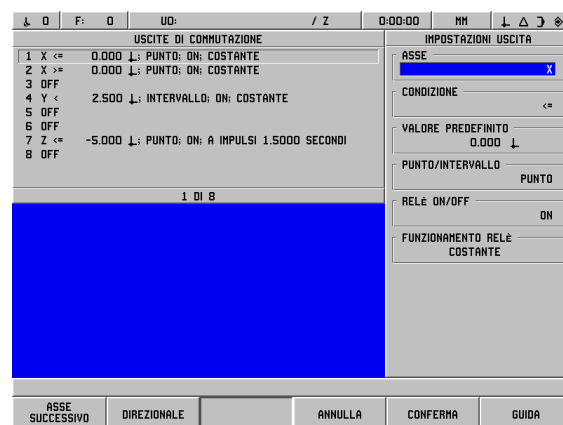 0 F: 0 UO: / Z 0:00:00 MM
USCITE DI COMMUTAZIONE
1 X <= 0.000 ; PUNTO; ON; COSTANTE
2 X >= 0.000 ; PUNTO; ON; COSTANTE
3 OFF
4 Y < 2.500 ; INTERVALLO; ON; COSTANTE
5 OFF
6 OFF
7 Z <= -5.000 ; PUNTO; ON; A IMPULSI 1.5000 SECONDI
8 OFF
1 DI 8
IMPOSTAZIONI USCITA
ASSE
X
CONDIZIONE
<=
VALORE PREDEFINITO
0.000
PUNTO/INTERVALLO
PUNTO
RELè ON/OFF
ON
FUNZIONAMENTO RELè
COSTANTE
ASSE SUCCESSIVO
DIREZIONALE
ANNULLA
CONFERMA
GUIDA